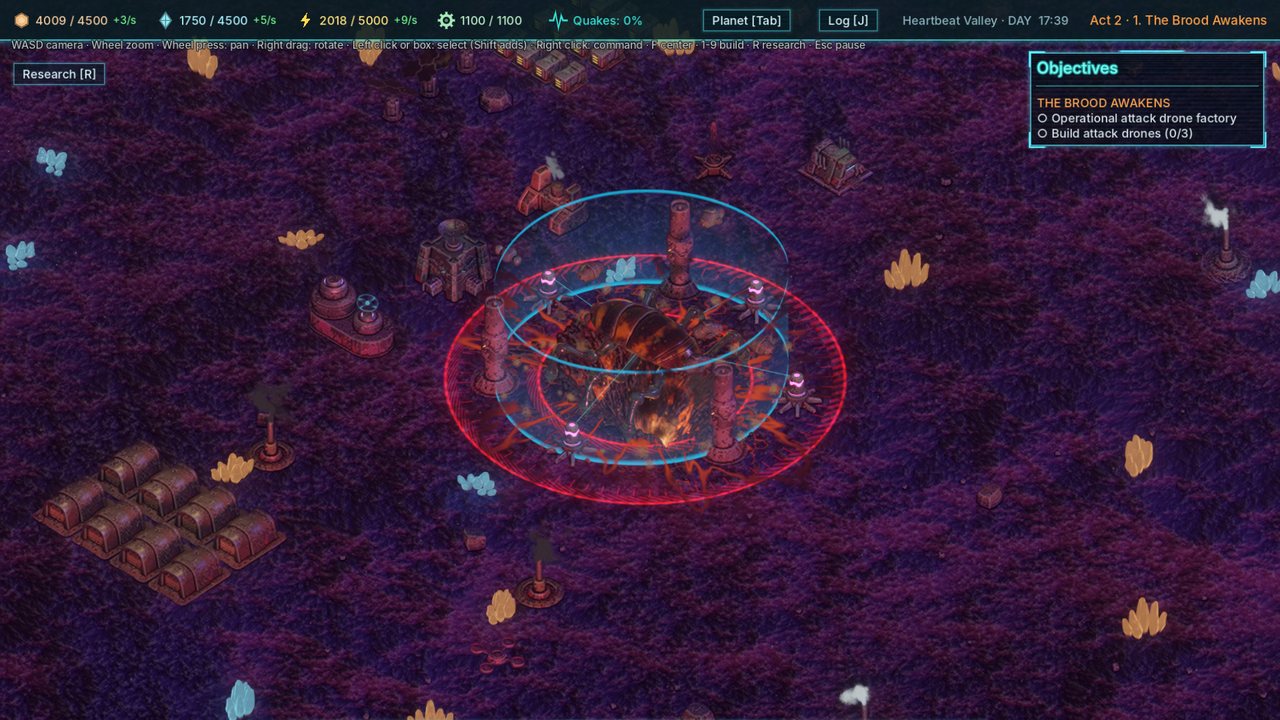 4009 / 4500 +3/s 1750 / 4500 +5/s 2018 / 5000 +9/s 1100 / 1100 Quakes: 0% Planet [Tab] Log [J] Heartbeat Valley · DAY 17:39 Act 2 · 1. The Brood Awakens
WASD camera · Wheel zoom · Wheel press: pan · Right drag: rotate · Left click or box: select (Shift adds) · Right click: command · F center · 1-9 build · R research · Esc pause
Research [R]
Objectives
THE BROOD AWAKENS
Operational attack drone factory
Build attack drones (0/3)